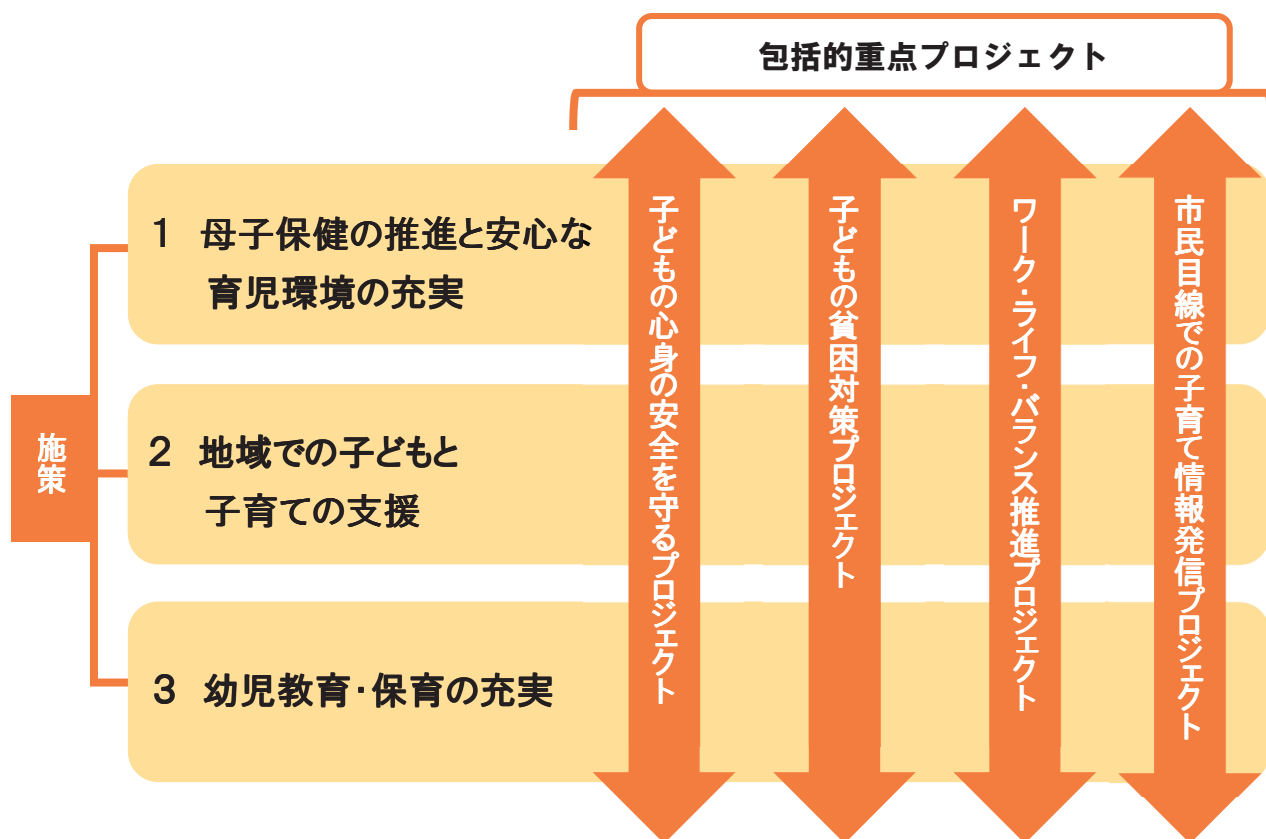 包括的重点プロジェクト
施策
1 母子保健の推進と安心な
育児環境の充実
2 地域での子どもと
子育ての支援
3 幼児教育・保育の充実
子どもの心身の安全を守るプロジェクト
子どもの貧困対策プロジェクト
ワーク・ライフ・バランス推進プロジェクト
市民目線での子育て情報発信プロジェクト